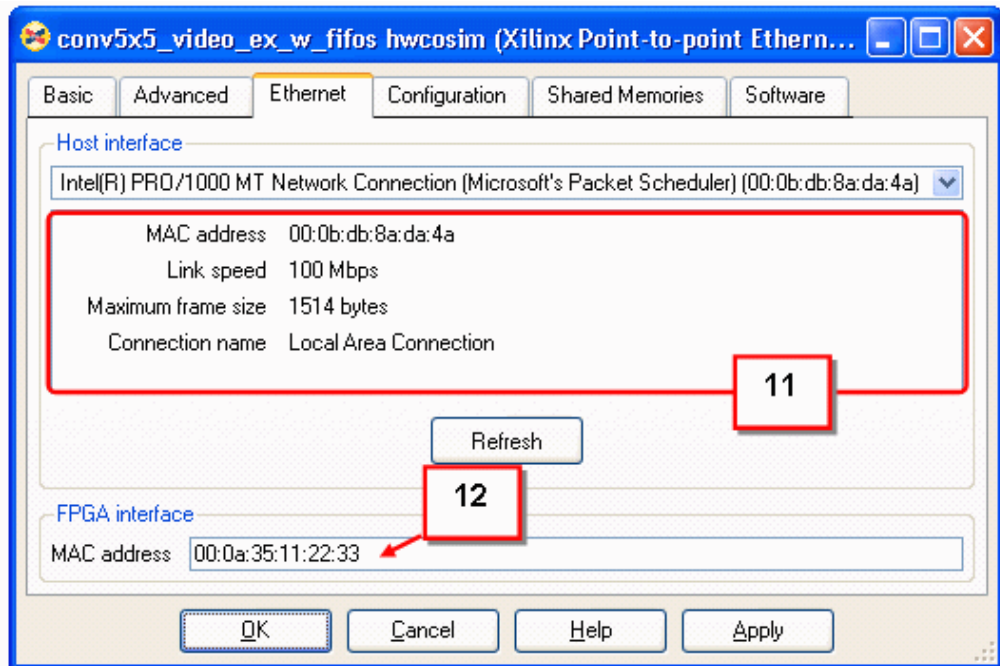 conv5x5_video_ex_w_fifos hwcosim (Xilinx Point-to-point Ethern...
Basic Advanced Ethernet Configuration Shared Memories Software
Host interface
Intel(R) PRO/1000 MT Network Connection (Microsoft's Packet Scheduler) (00:0b:db:8a:da:4a)
MAC address 00:0b:db:8a:da:4a
Link speed 100 Mbps
Maximum frame size 1514 bytes
Connection name Local Area Connection
11
Refresh
12
FPGA interface
MAC address 00:0a:35:11:22:33
OK Cancel Help Apply